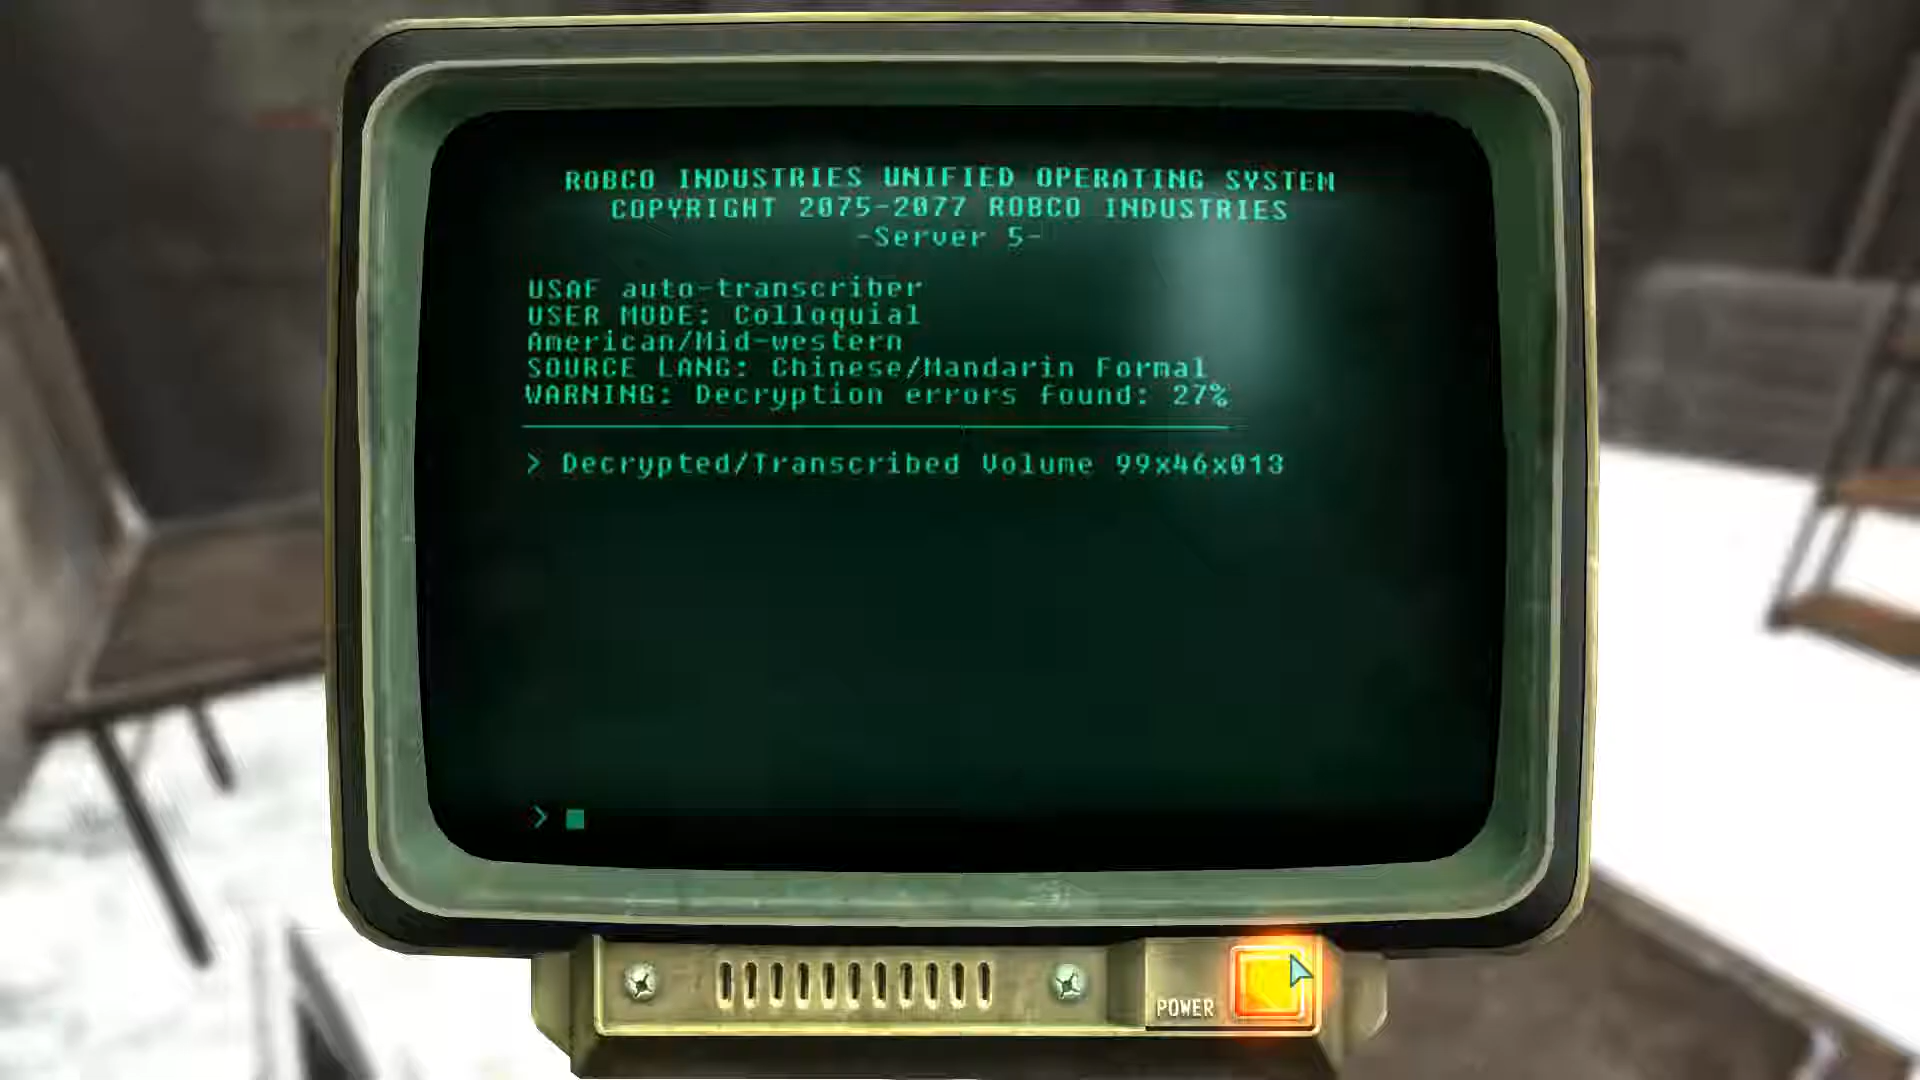 ROBCO INDUSTRIES UNIFIED OPERATING SYSTEM
COPYRIGHT 2075-2077 ROBCO INDUSTRIES
-Server 5-
USAF auto-transcriber
USER MODE: Colloquial
American/Mid-western
SOURCE LANG: Chinese/Mandarin Formal
WARNING: Decryption errors found: 27%
> Decrypted/Transcribed Volume 99x46x013
>
POWER